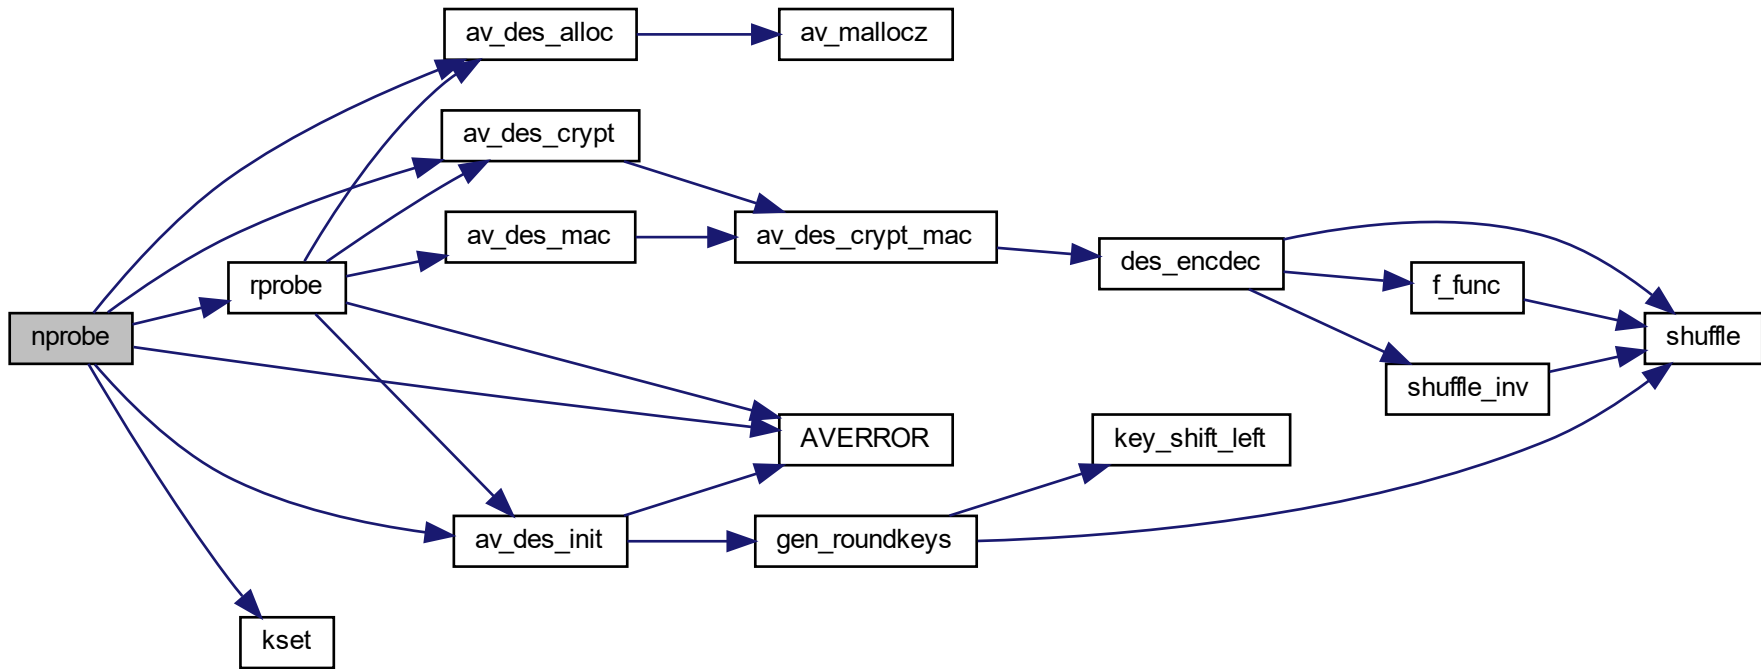 av_des_alloc
av_mallocz
av_des_crypt
av_des_mac
av_des_crypt_mac
des_encdec
rprobe
f_func
nprobe
shuffle
shuffle_inv
AVERROR
key_shift_left
av_des_init
gen_roundkeys
kset